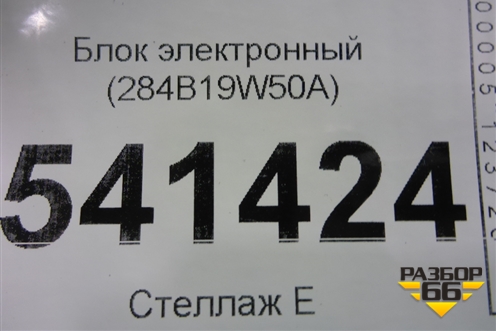 Блок электронный
(284B19W50A)
541424
Стеллаж Е
РАЗБОР
66